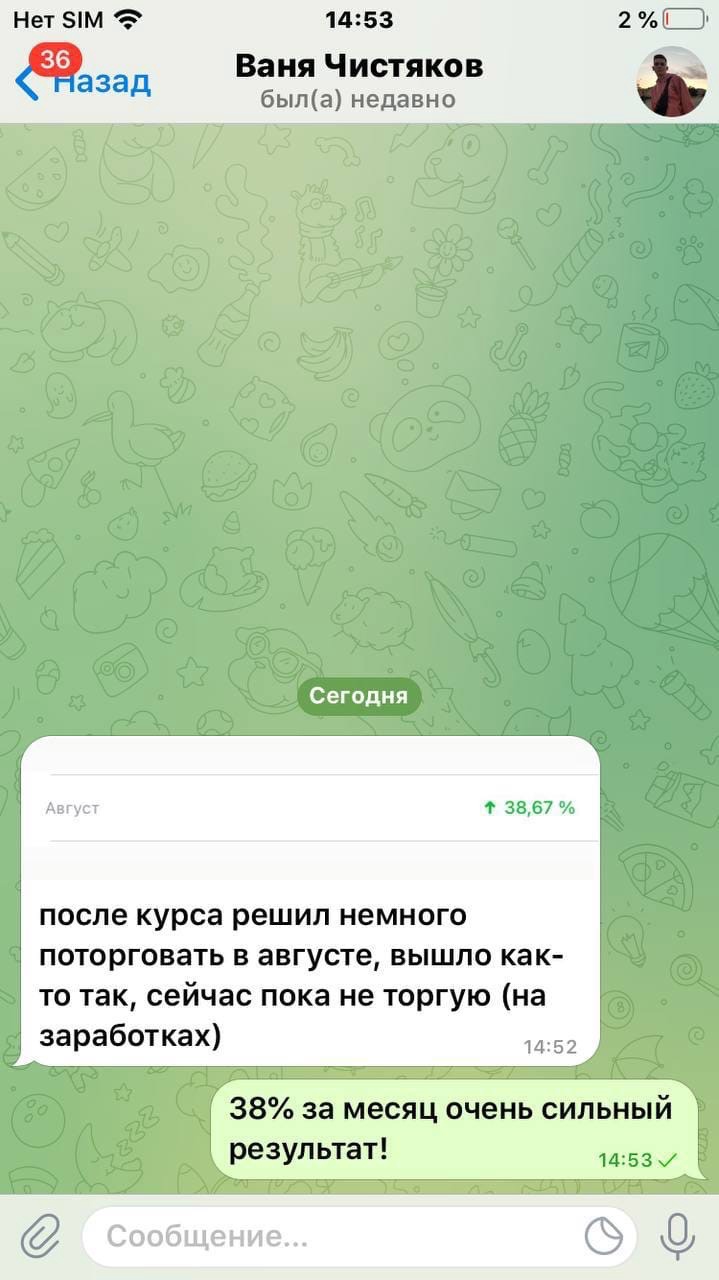 Нет SIM 14:53 2 %
36
Назад
Ваня Чистяков
был(а) недавно
Сегодня
Август ↑ 38,67 %
после курса решил немного
поторговать в августе, вышло как-
то так, сейчас пока не торгую (на
заработках)
14:52
38% за месяц очень сильный
результат!
14:53
Сообщение...